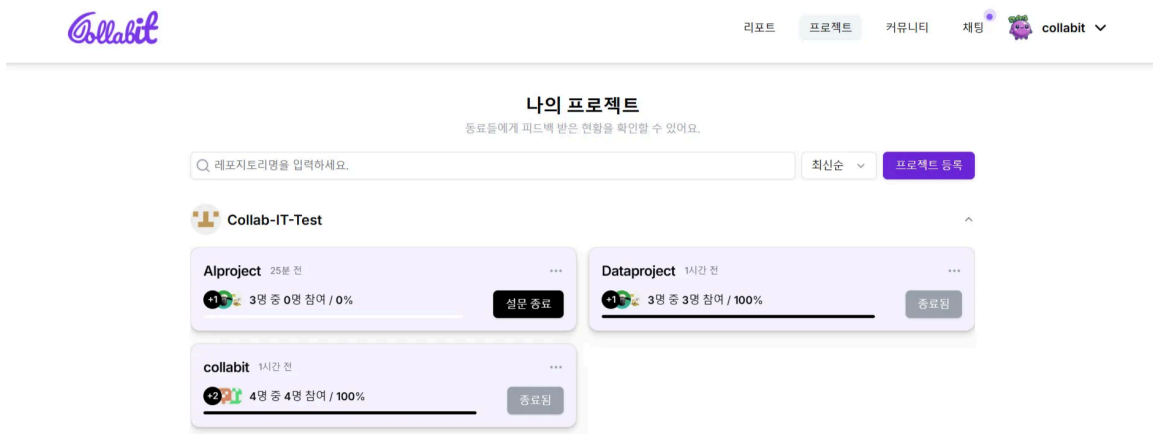 Collabit
리포트 프로젝트 커뮤니티 채팅 collabit
나의 프로젝트
동료들에게 피드백 받은 현황을 확인할 수 있어요.
레포지토리명을 입력하세요. 최신순 프로젝트 등록
Collab-IT-Test
AIproject 25분 전
+1 3명 중 0명 참여 / 0% 설문 종료
Dataproject 1시간 전
+1 3명 중 3명 참여 / 100% 종료됨
collabit 1시간 전
+2 4명 중 4명 참여 / 100% 종료됨